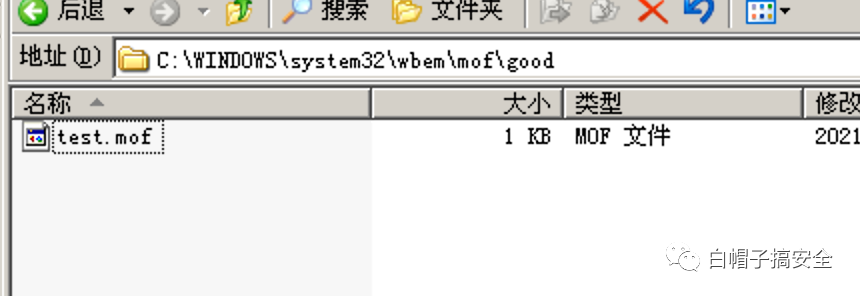 后退 搜索 文件夹
地址(D) C:\WINDOWS\system32\wbem\mof\good
名称 大小 类型 修改
test.mof 1 KB MOF 文件 2021
白帽子搞安全